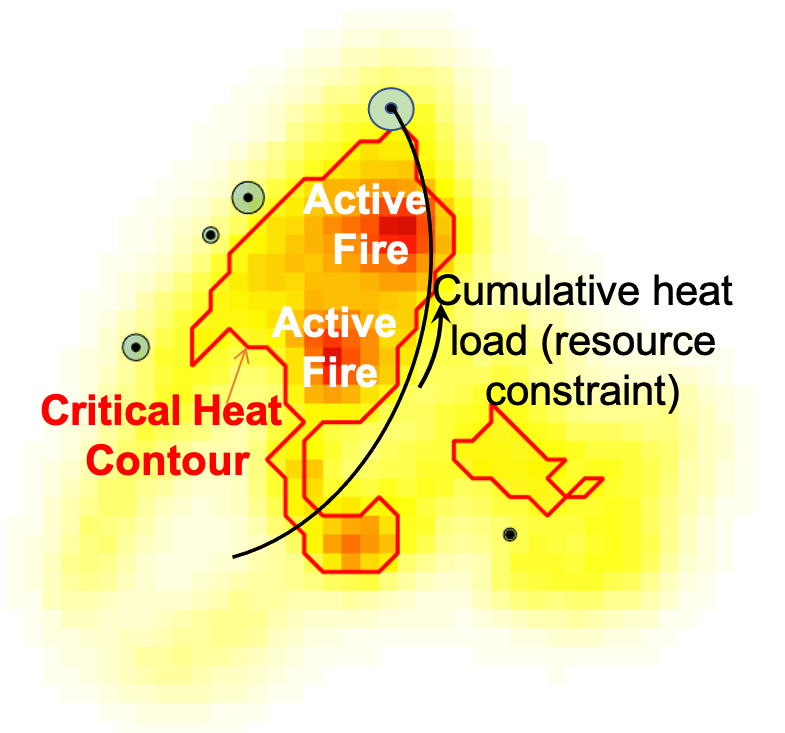 Active
Fire
Cumulative heat
load (resource
constraint)
Active
Fire
Critical Heat
Contour